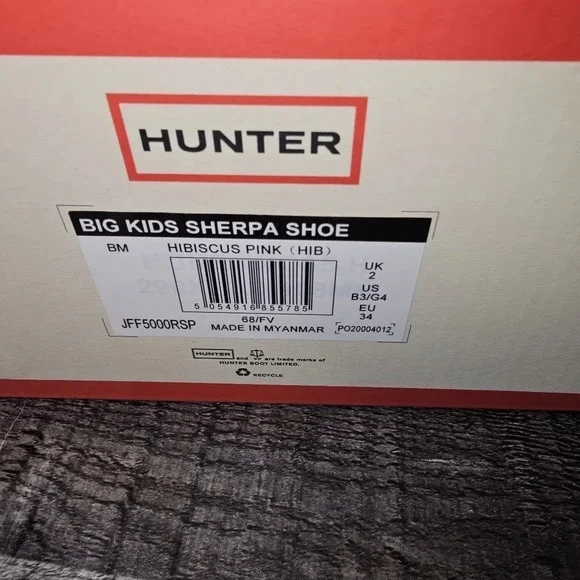 HUNTER
BIG KIDS SHERPA SHOE
BM HIBISCUS PINK (HIB)
UK
2
US
B3/G4
EU
34
5 054916 855785
68/FV
JFF5000RSP MADE IN MYANMAR PO20004012
HUNTER and are trade marks of
HUNTER BOOT LIMITED.
RECYCLE